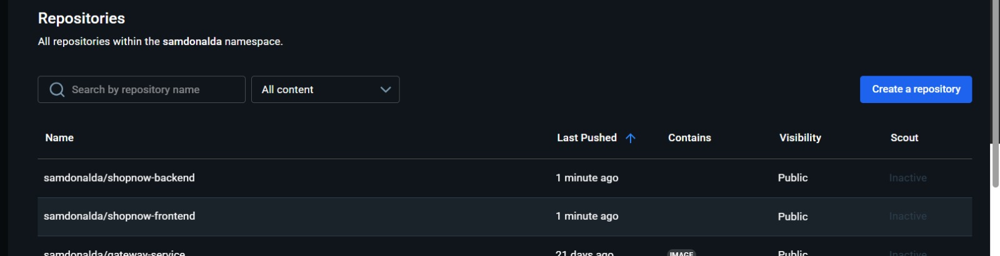 Repositories
All repositories within the samdonalda namespace.
Search by repository name All content Create a repository
Name Last Pushed Contains Visibility Scout
samdonalda/shopnow-backend 1 minute ago Public Inactive
samdonalda/shopnow-frontend 1 minute ago Public Inactive
samdonalda/gateway-service 21 days ago IMAGE Public Inactive